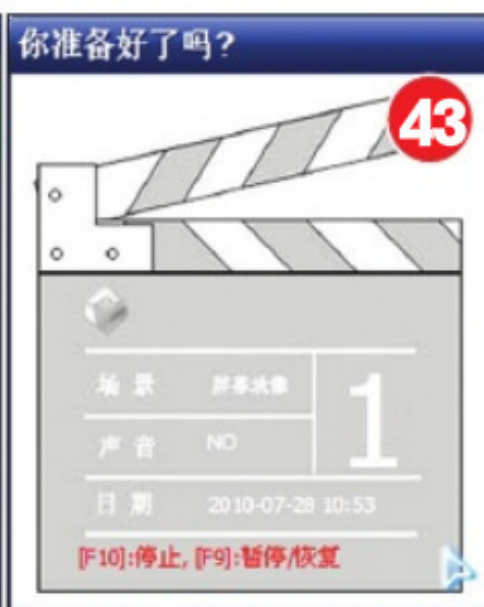 你准备好了吗?
43
场景 屏幕录像
1
声音 NO
日期 2010-07-28 10:53
[F10]:停止, [F9]:暂停/恢复